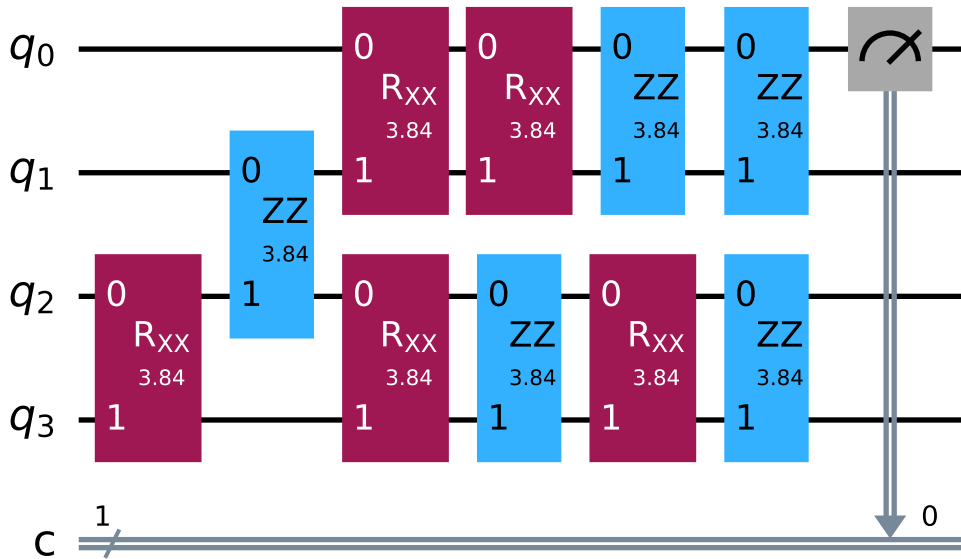 q0 0 0 0 0
RXX RXX ZZ ZZ
3.84 3.84 3.84 3.84
q1 0 1 1 1 1
ZZ
3.84
q2 0 1 0 0 0 0
RXX RXX ZZ RXX ZZ
3.84 3.84 3.84 3.84 3.84
q3 1 1 1 1 1
1 0
c